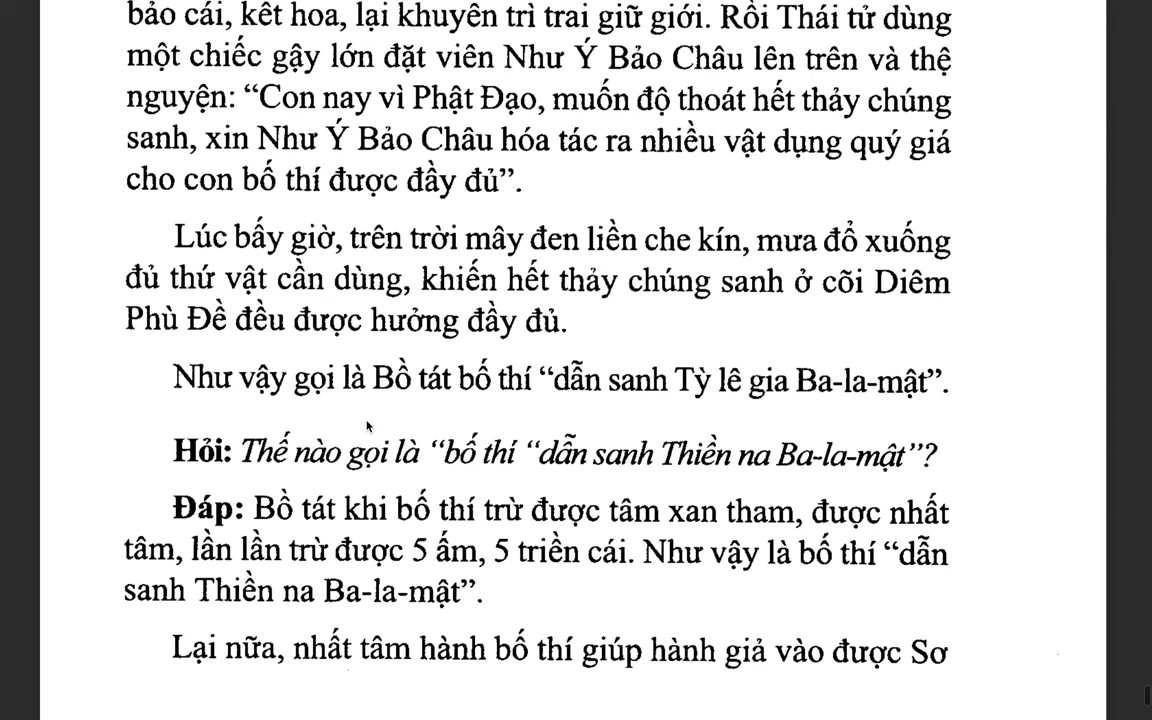 bảo cái, kết hoa, lại khuyên trì trai giữ giới. Rồi Thái tử dùng
một chiếc gậy lớn đặt viên Như Ý Bảo Châu lên trên và thệ
nguyện: “Con nay vì Phật Đạo, muốn độ thoát hết thảy chúng
sanh, xin Như Ý Bảo Châu hóa tác ra nhiều vật dụng quý giá
cho con bố thí được đầy đủ”.
Lúc bấy giờ, trên trời mây đen liền che kín, mưa đổ xuống
đủ thứ vật cần dùng, khiến hết thảy chúng sanh ở cõi Diêm
Phù Đề đều được hưởng đầy đủ.
Như vậy gọi là Bồ tát bố thí “dẫn sanh Tỳ lê gia Ba-la-mật”.
Hỏi: Thế nào gọi là “bố thí “dẫn sanh Thiền na Ba-la-mật”?
Đáp: Bồ tát khi bố thí trừ được tâm xan tham, được nhất
tâm, lần lần trừ được 5 ấm, 5 triền cái. Như vậy là bố thí “dẫn
sanh Thiền na Ba-la-mật”.
Lại nữa, nhất tâm hành bố thí giúp hành giả vào được Sơ